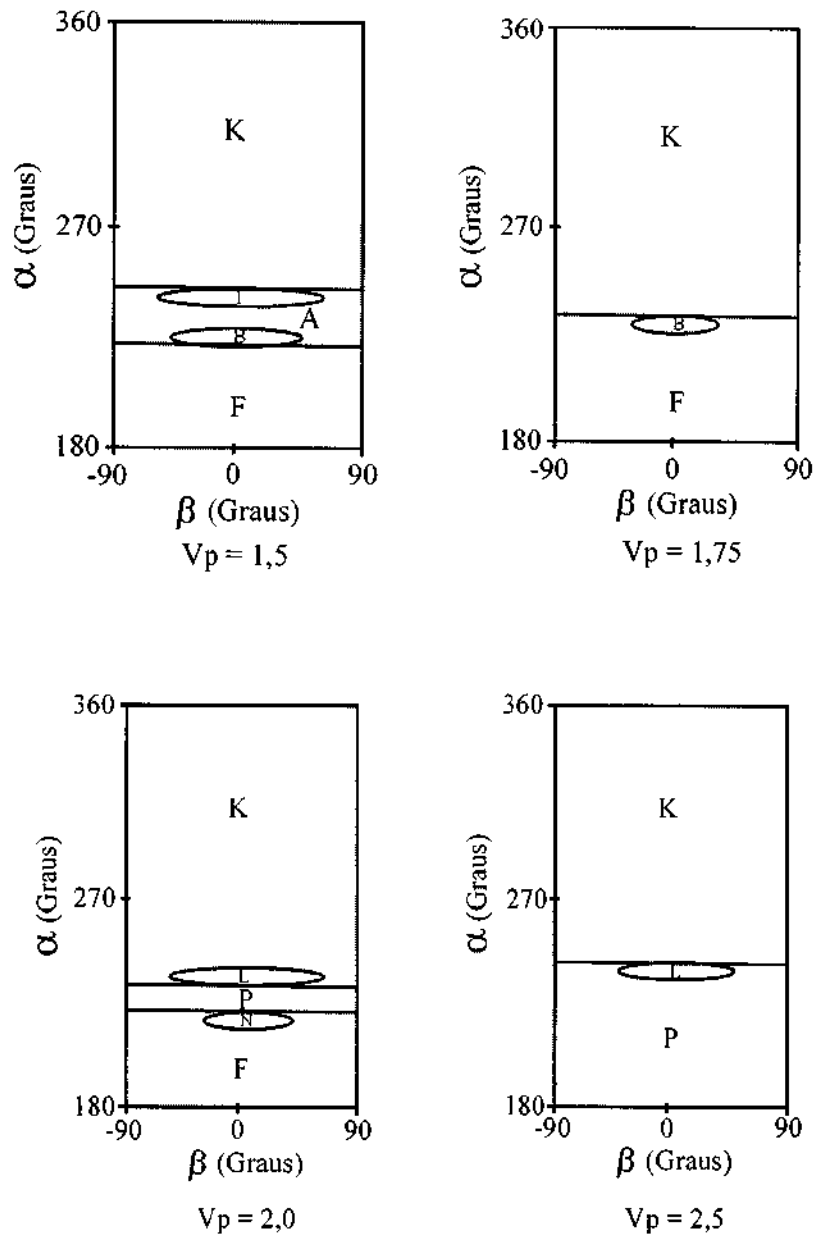 360
K
α (Graus)
270
I
A
B
F
180
-90 0 90
β (Graus)
Vp = 1,5
360
K
α (Graus)
270
B
F
180
-90 0 90
β (Graus)
Vp = 1,75
360
K
α (Graus)
270
L
P
N
F
180
-90 0 90
β (Graus)
Vp = 2,0
360
K
α (Graus)
270
L
P
180
-90 0 90
β (Graus)
Vp = 2,5